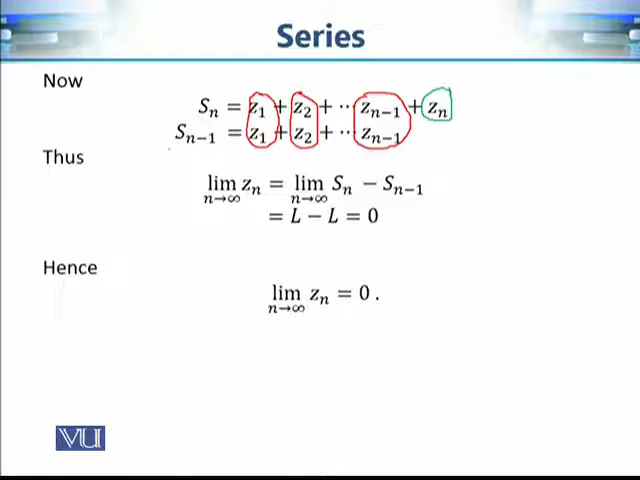 Series
Now
Sₙ = z₁ + z₂ + ⋯ zₙ₋₁ + zₙ
Sₙ₋₁ = z₁ + z₂ + ⋯ zₙ₋₁
Thus
lim n→∞ zₙ = lim n→∞ Sₙ − Sₙ₋₁
= L − L = 0
Hence
lim n→∞ zₙ = 0 .
VU